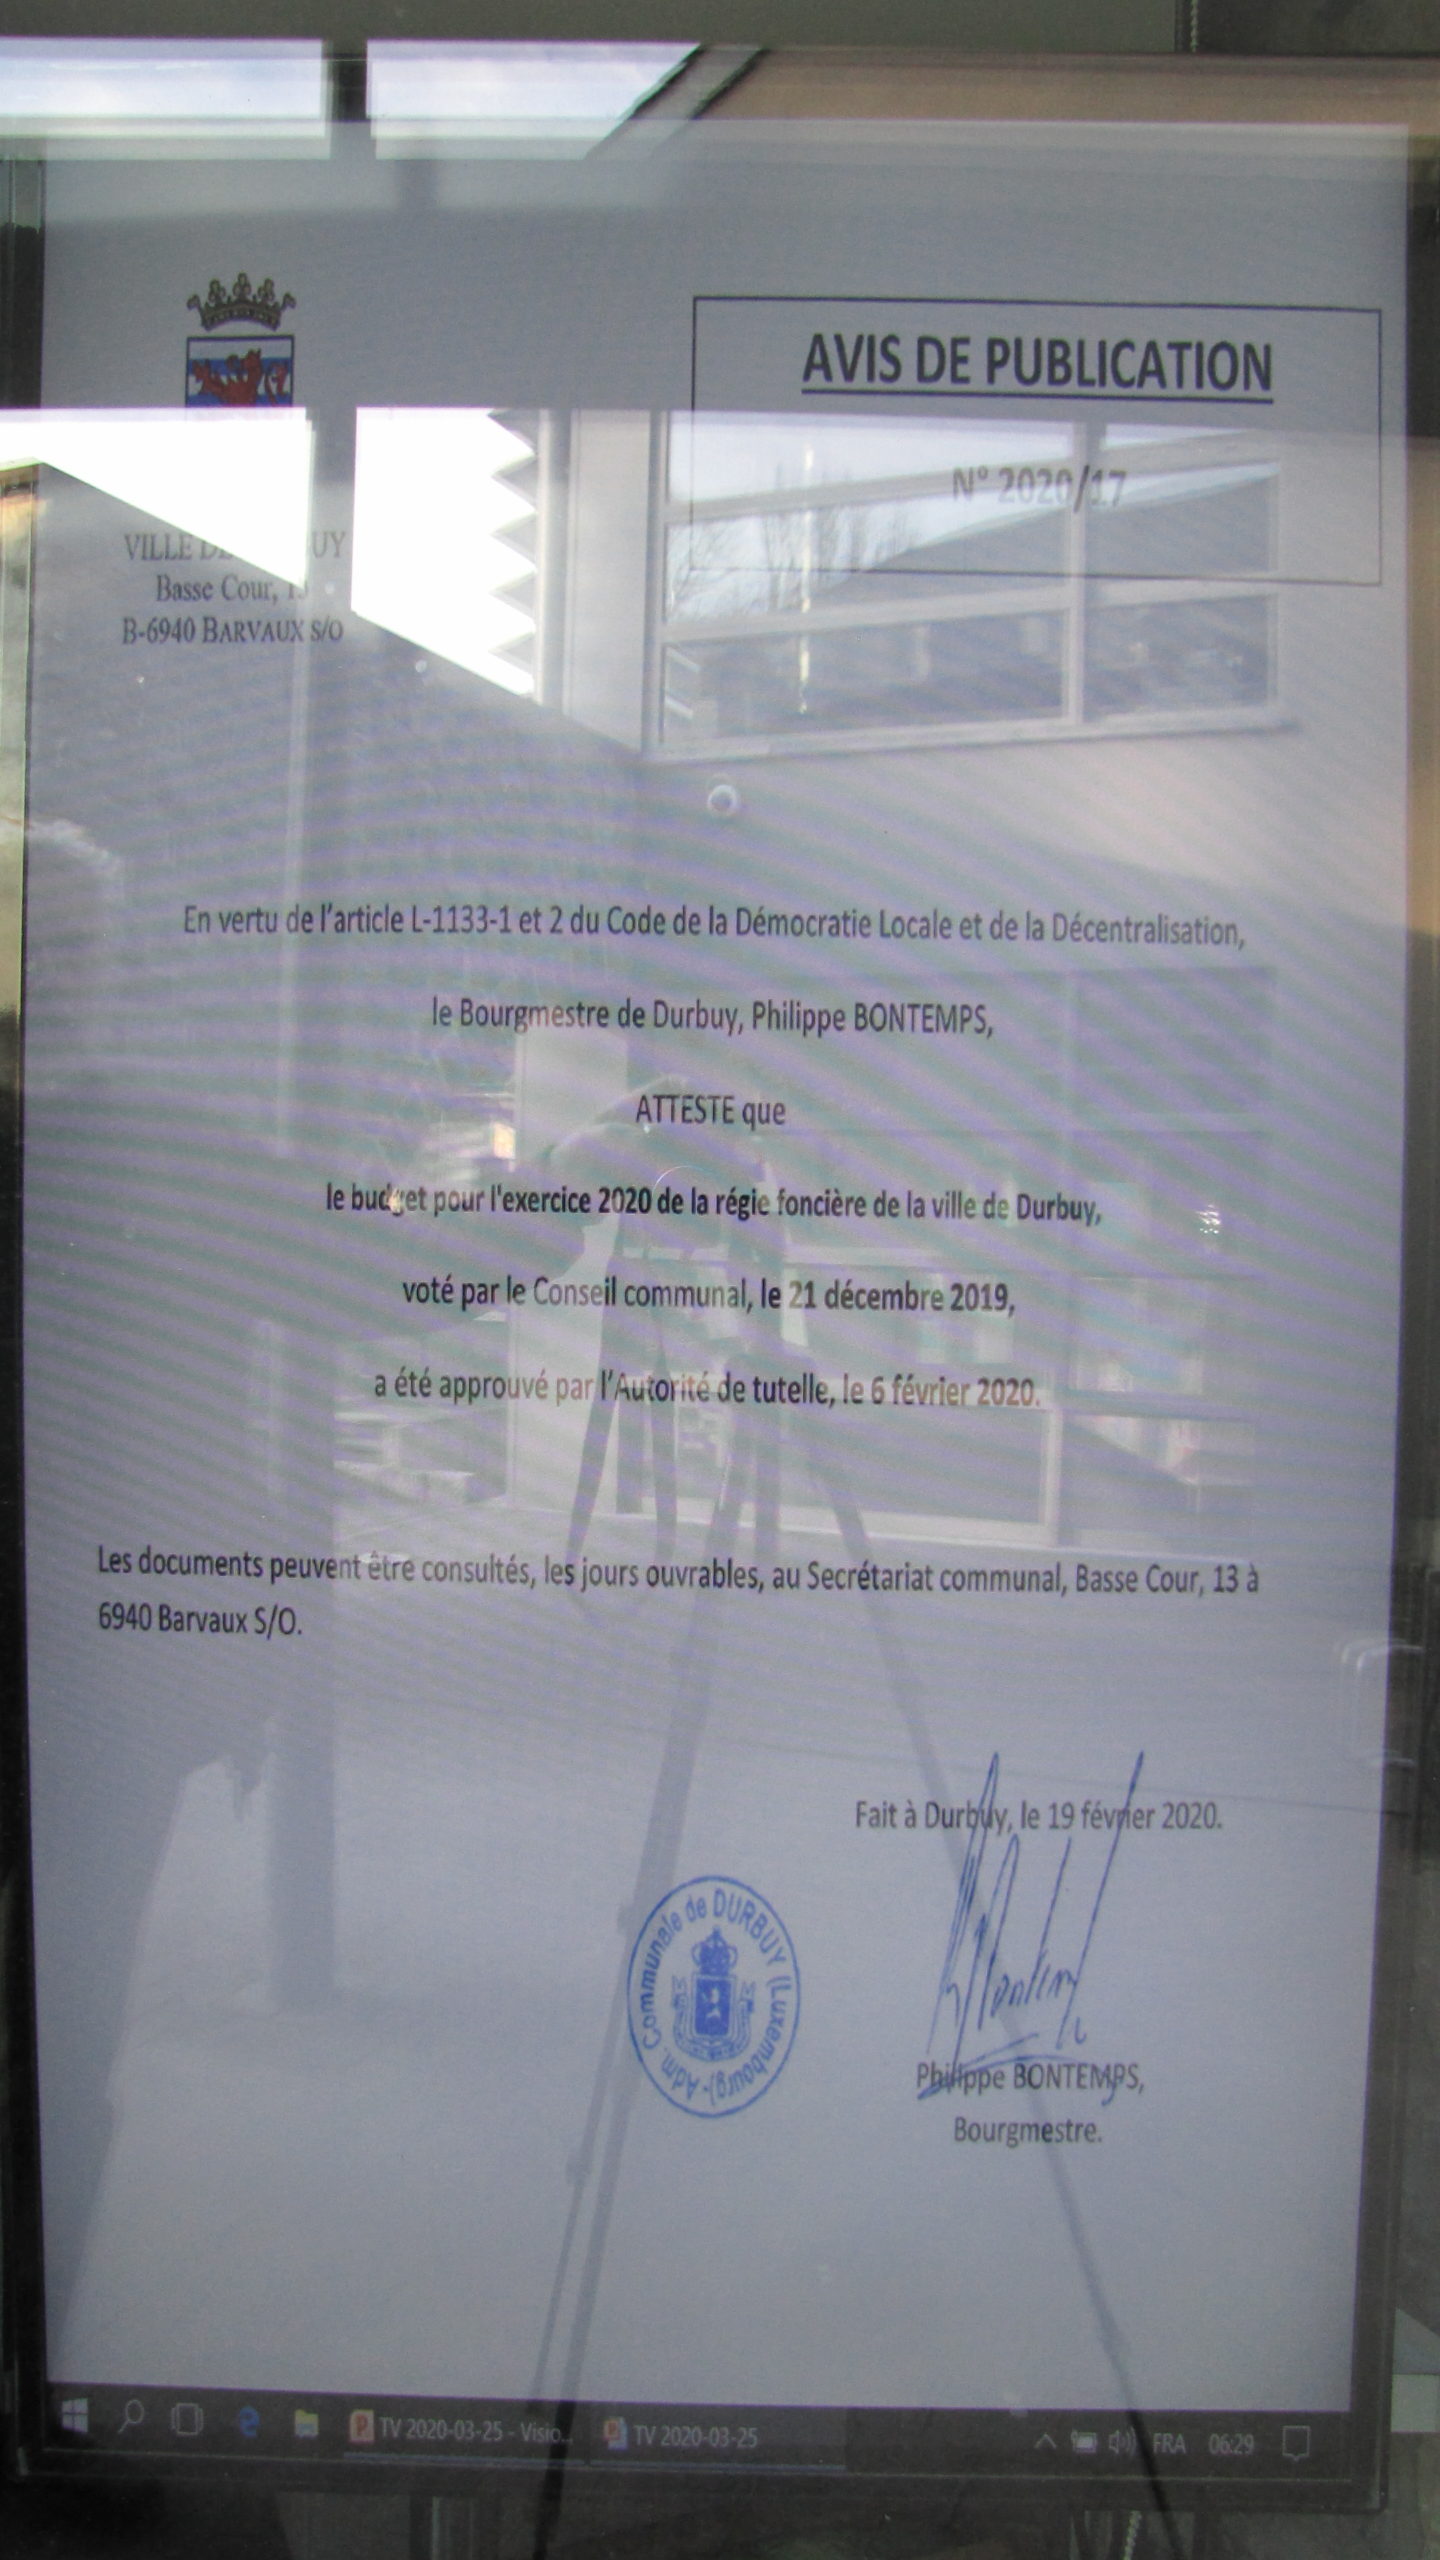 AVIS DE PUBLICATION
N° 2020/17
VILLE
Basse Cour,
B-6940 BARVAUX S/O
En vertu de l'article L-1133-1 et 2 du Code de la Démocratie Locale et de la Décentralisation,
le Bourgmestre de Durbuy, Philippe BONTEMPS,
ATTESTE que
le budget pour l'exercice 2020 de la régie foncière de la ville de Durbuy,
voté par le Conseil communal, le 21 décembre 2019,
a été approuvé par l'Autorité de tutelle, le 6 février 2020.
Les documents peuvent être consultés, les jours ouvrables, au Secrétariat communal, Basse Cour, 13 à
6940 Barvaux S/O.
Fait à Durbuy, le 19 février 2020.
Adm. Communale de DURBUY (Luxembourg)-
Philippe BONTEMPS,
Bourgmestre.
TV 2020-03-25 - Visio...
TV 2020-03-25
FRA 06:29